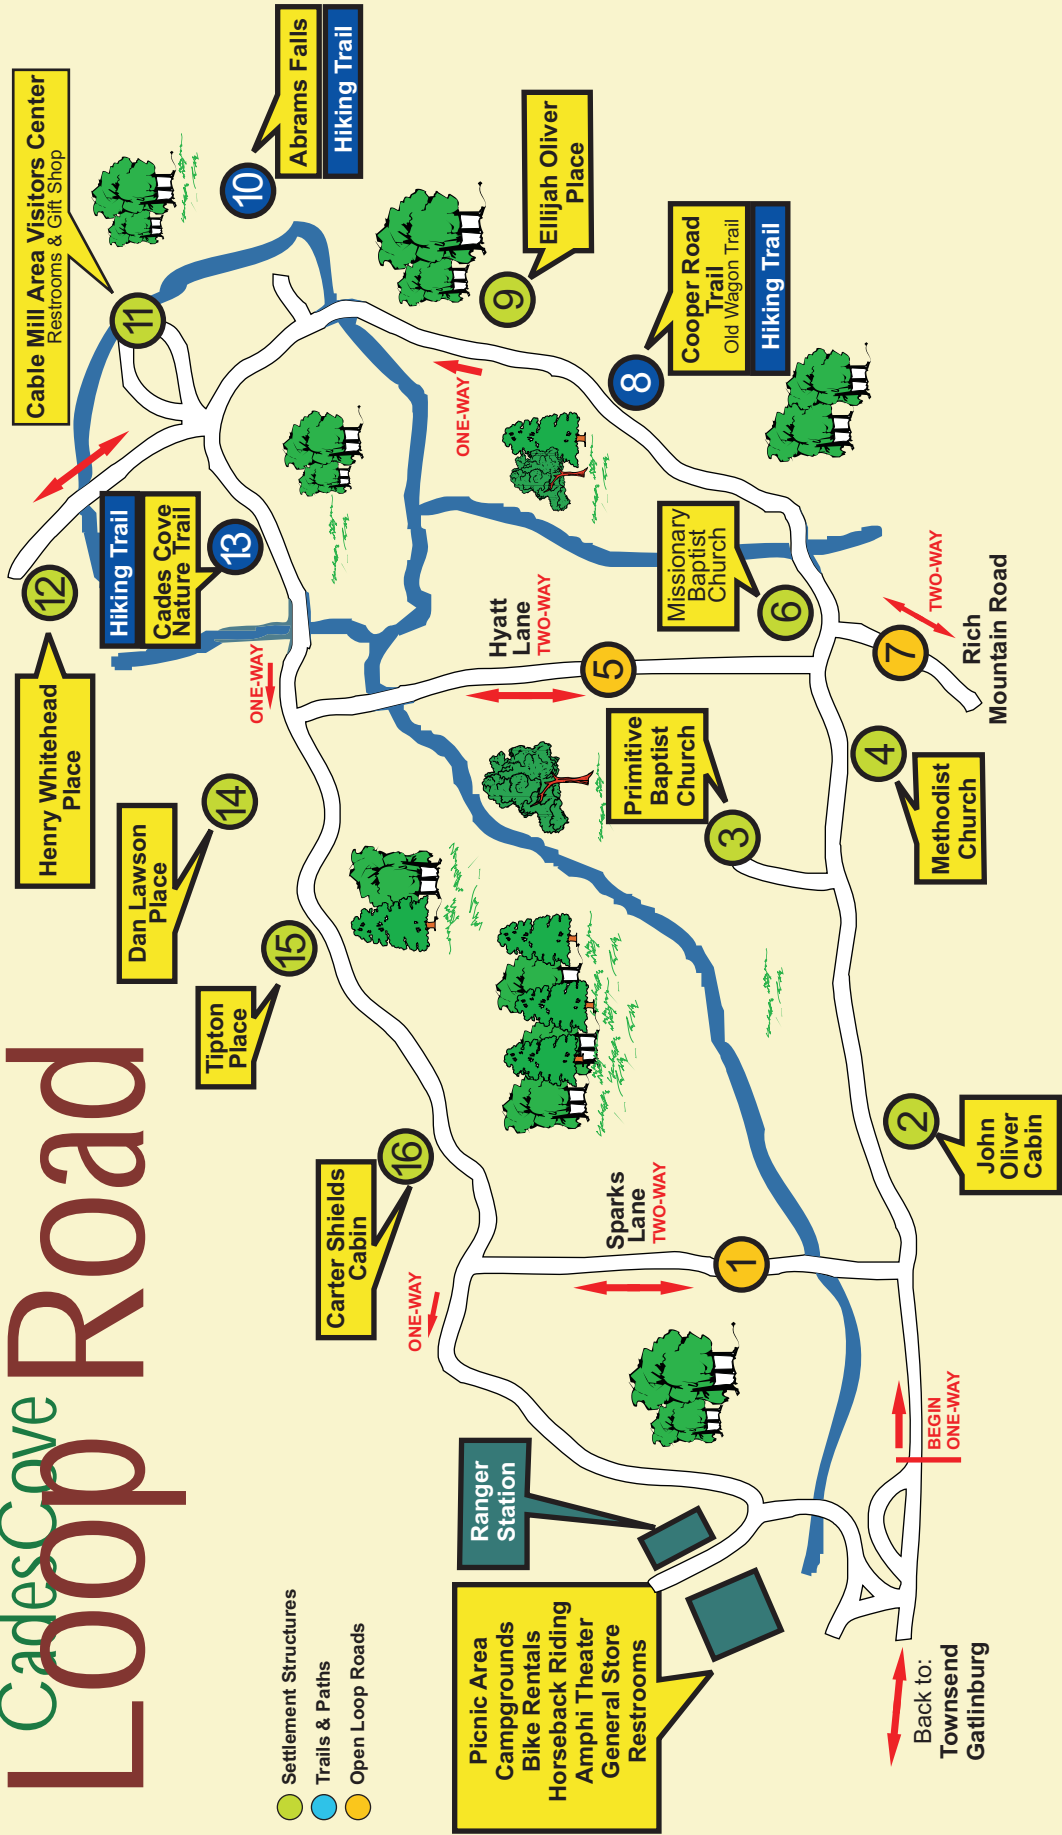 Cades Cove
Loop Road
Settlement Structures
Trails & Paths
Open Loop Roads
Picnic Area
Campgrounds
Bike Rentals
Horseback Riding
Amphi Theater
General Store
Restrooms
Ranger
Station
Back to:
Townsend
Gatlinburg
BEGIN
ONE-WAY
1
Sparks
Lane
TWO-WAY
2
John
Oliver
Cabin
3
Primitive
Baptist
Church
4
Methodist
Church
5
Hyatt
Lane
TWO-WAY
6
Missionary
Baptist
Church
7
TWO-WAY
Rich
Mountain Road
8
Cooper Road
Trail
Old Wagon Trail
Hiking Trail
ONE-WAY
9
Ellijah Oliver
Place
10
Abrams Falls
Hiking Trail
11
Cable Mill Area Visitors Center
Restrooms & Gift Shop
12
Henry Whitehead
Place
13
Hiking Trail
Cades Cove
Nature Trail
ONE-WAY
14
Dan Lawson
Place
15
Tipton
Place
16
Carter Shields
Cabin
ONE-WAY